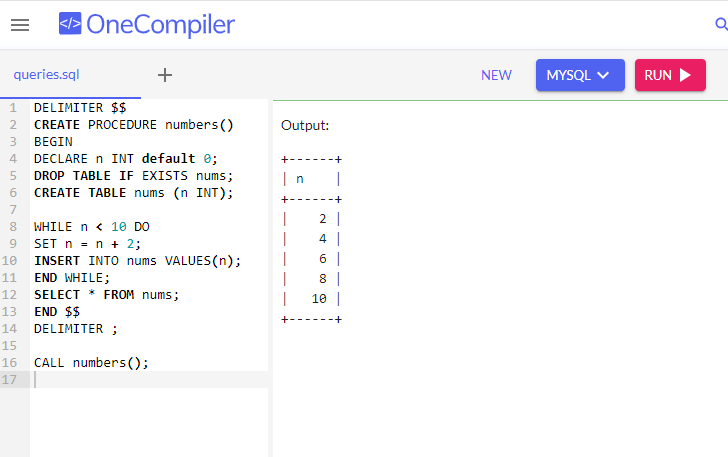 </> OneCompiler
queries.sql +
NEW MYSQL RUN
1 DELIMITER $$
2 CREATE PROCEDURE numbers()
3 BEGIN
4 DECLARE n INT default 0;
5 DROP TABLE IF EXISTS nums;
6 CREATE TABLE nums (n INT);
7
8 WHILE n < 10 DO
9 SET n = n + 2;
10 INSERT INTO nums VALUES(n);
11 END WHILE;
12 SELECT * FROM nums;
13 END $$
14 DELIMITER ;
15
16 CALL numbers();
17
Output:
+------+
| n    |
+------+
|    2 |
|    4 |
|    6 |
|    8 |
|   10 |
+------+